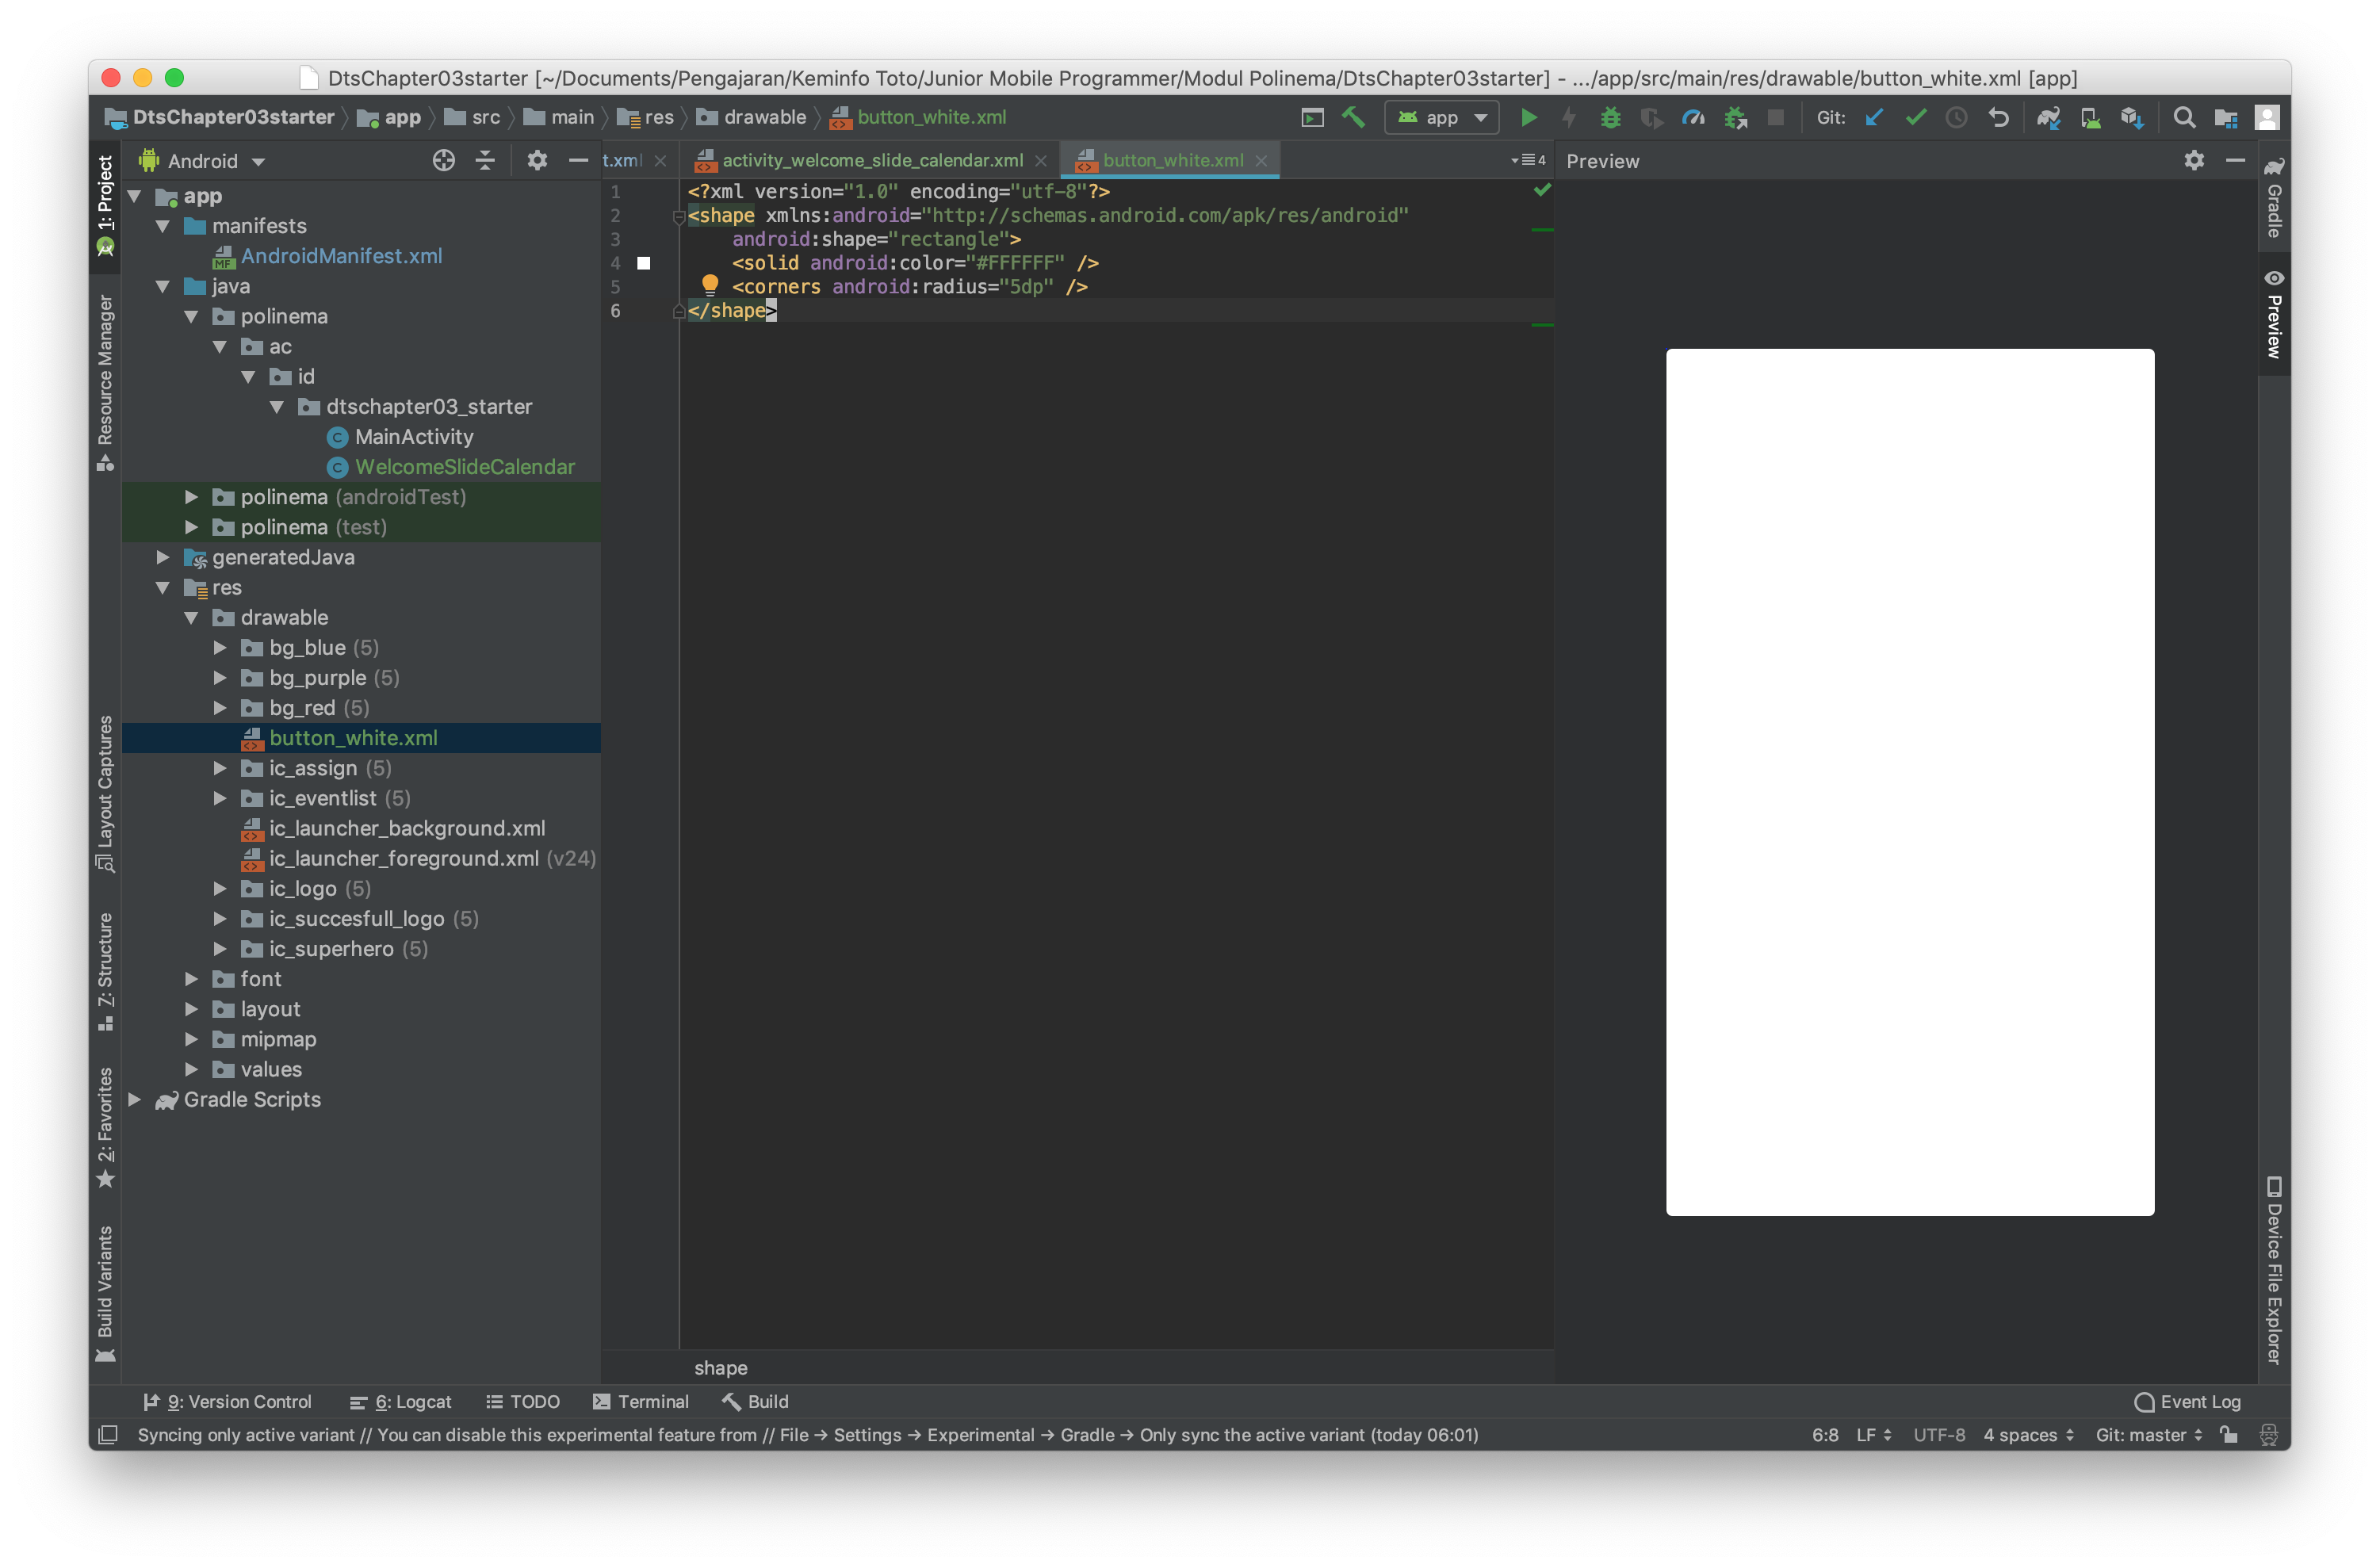 DtsChapter03starter [~/Documents/Pengajaran/Keminfo Toto/Junior Mobile Programmer/Modul Polinema/DtsChapter03starter] - .../app/src/main/res/drawable/button_white.xml [app]
DtsChapter03starter app src main res drawable button_white.xml app Git:
Android t.xml activity_welcome_slide_calendar.xml button_white.xml 4 Preview
1: Project
Resource Manager
Layout Captures
7: Structure
2: Favorites
Build Variants
app
manifests
MF AndroidManifest.xml
java
polinema
ac
id
dtschapter03_starter
C MainActivity
C WelcomeSlideCalendar
polinema (androidTest)
polinema (test)
generatedJava
res
drawable
bg_blue (5)
bg_purple (5)
bg_red (5)
button_white.xml
ic_assign (5)
ic_eventlist (5)
ic_launcher_background.xml
ic_launcher_foreground.xml (v24)
ic_logo (5)
ic_succesfull_logo (5)
ic_superhero (5)
font
layout
mipmap
values
Gradle Scripts
1 <?xml version="1.0" encoding="utf-8"?>
2 <shape xmlns:android="http://schemas.android.com/apk/res/android"
3 android:shape="rectangle">
4 <solid android:color="#FFFFFF" />
5 <corners android:radius="5dp" />
6 </shape>
shape
Gradle
Preview
Device File Explorer
9: Version Control 6: Logcat TODO Terminal Build Event Log
Syncing only active variant // You can disable this experimental feature from // File → Settings → Experimental → Gradle → Only sync the active variant (today 06:01) 6:8 LF UTF-8 4 spaces Git: master